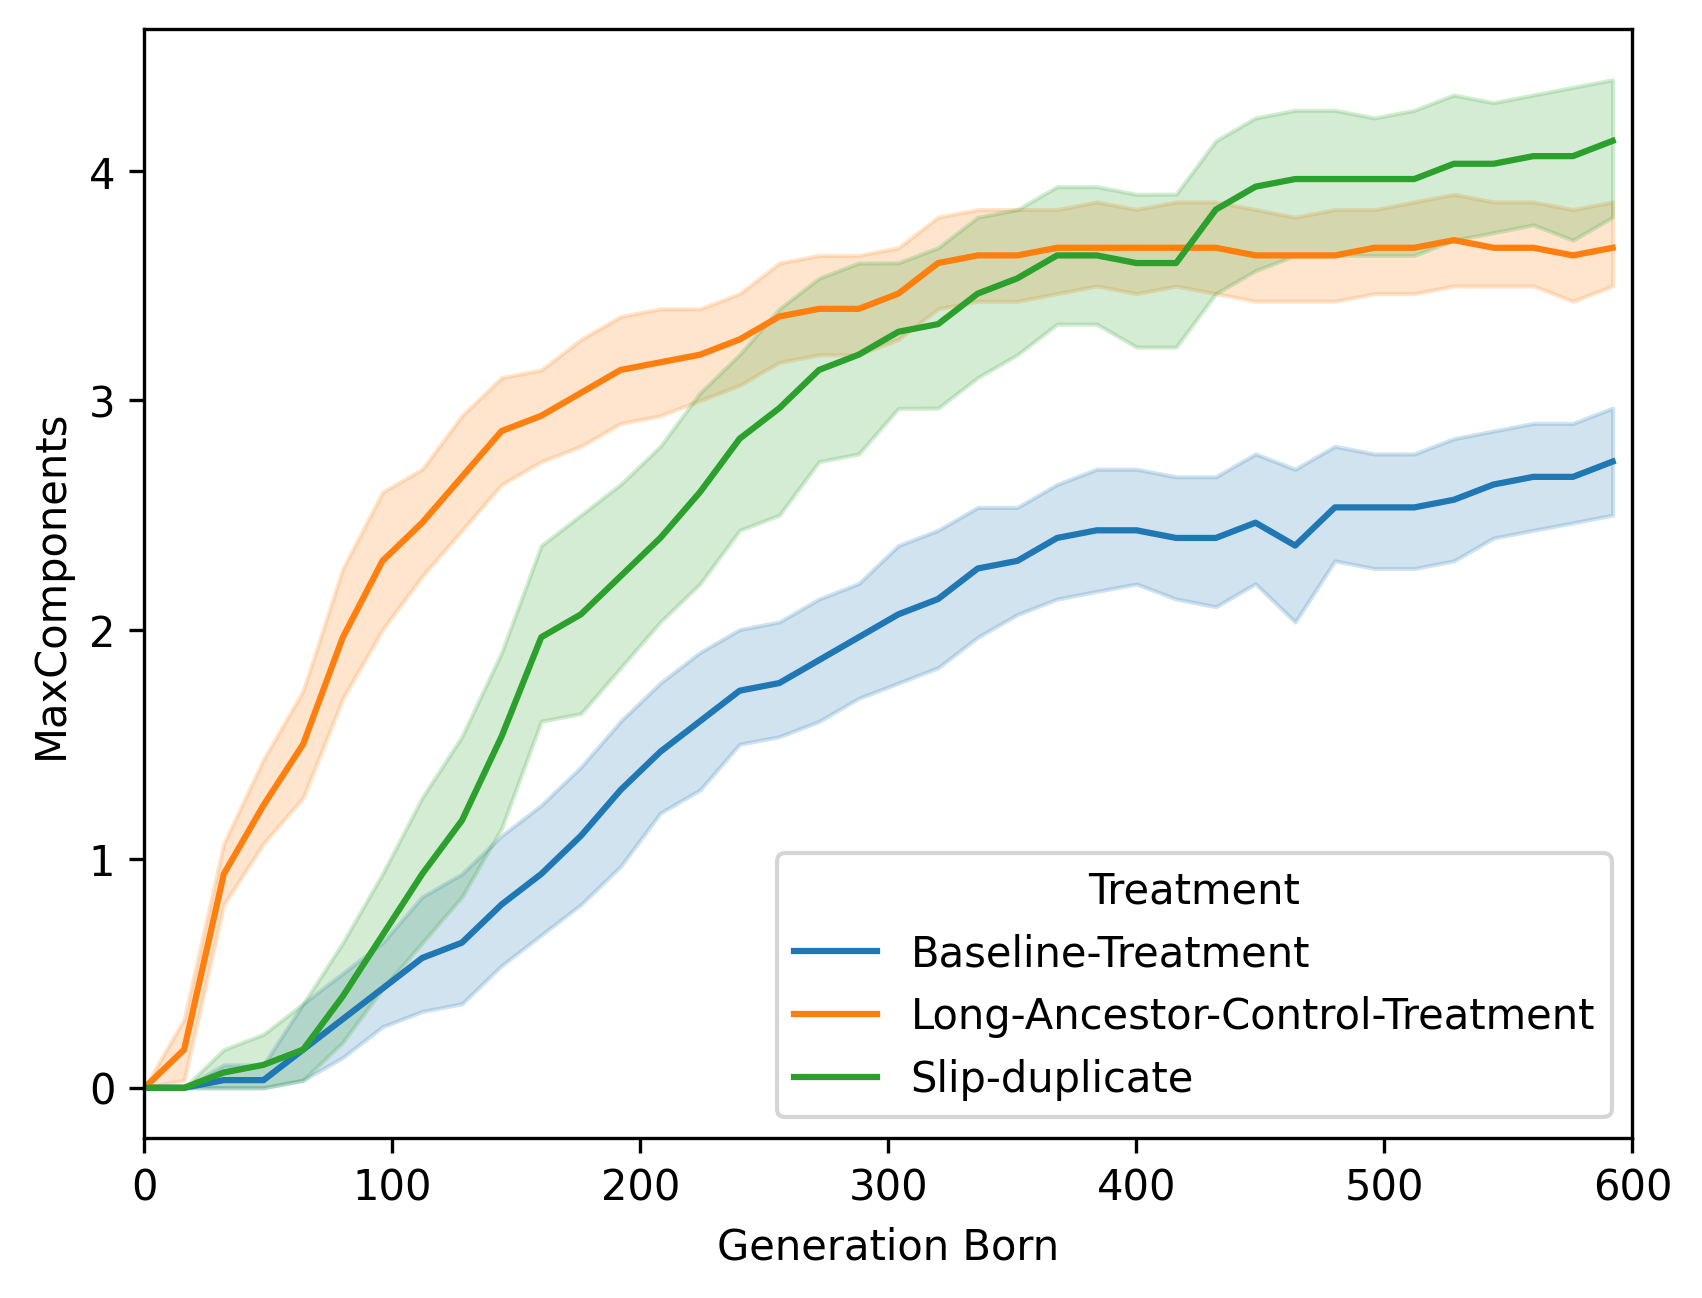 4
3
2
1
0
MaxComponents
Treatment
Baseline-Treatment
Long-Ancestor-Control-Treatment
Slip-duplicate
0 100 200 300 400 500 600
Generation Born